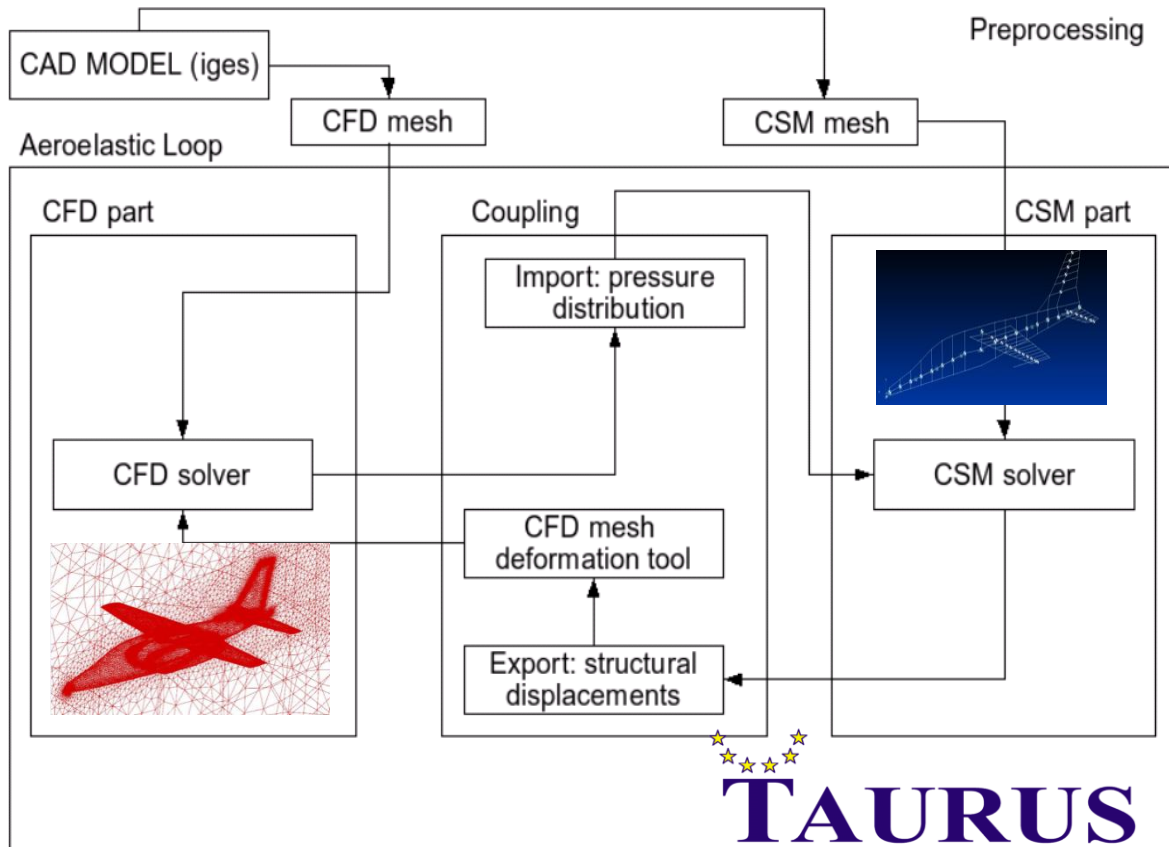 Preprocessing
CAD MODEL (iges)
CFD mesh
CSM mesh
Aeroelastic Loop
CFD part
Coupling
CSM part
Import: pressure
distribution
CFD solver
CSM solver
CFD mesh
deformation tool
Export: structural
displacements
TAURUS